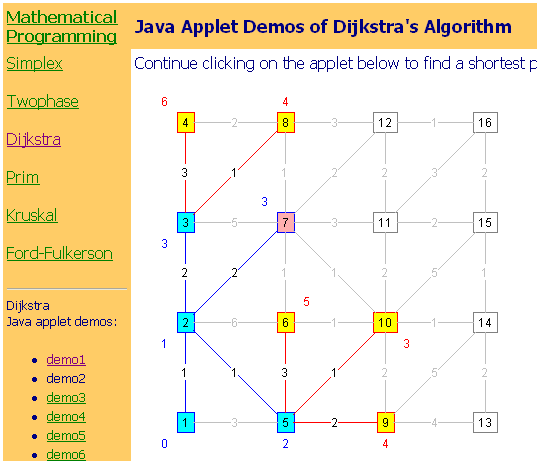 Mathematical
Programming
Simplex
Twophase
Dijkstra
Prim
Kruskal
Ford-Fulkerson
Dijkstra
Java applet demos:
demo1
demo2
demo3
demo4
demo5
demo6
Java Applet Demos of Dijkstra's Algorithm
Continue clicking on the applet below to find a shortest p
6 4
4 2 8 3 12 1 16
3 1 1 2 3 2
3
3 5 7 3 11 2 15
3
2 2 1 1 2 5 1
5
2 6 6 1 10 1 14
1 3
1 1 3 1 2 5 2
1 3 5 2 9 4 13
0 2 4